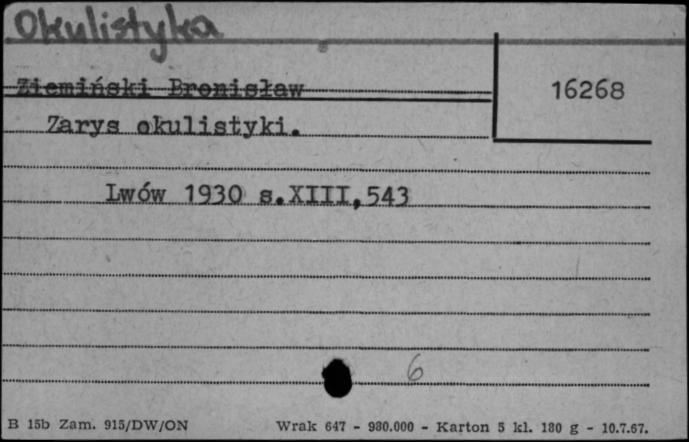 Okulistyka
Ziemiński Bronisław
16268
Zarys okulistyki.
Lwów 1930 s.XIII,543
6
B 15b Zam. 915/DW/ON
Wrak 647 - 980.000 - Karton 5 kl. 180 g - 10.7.67.